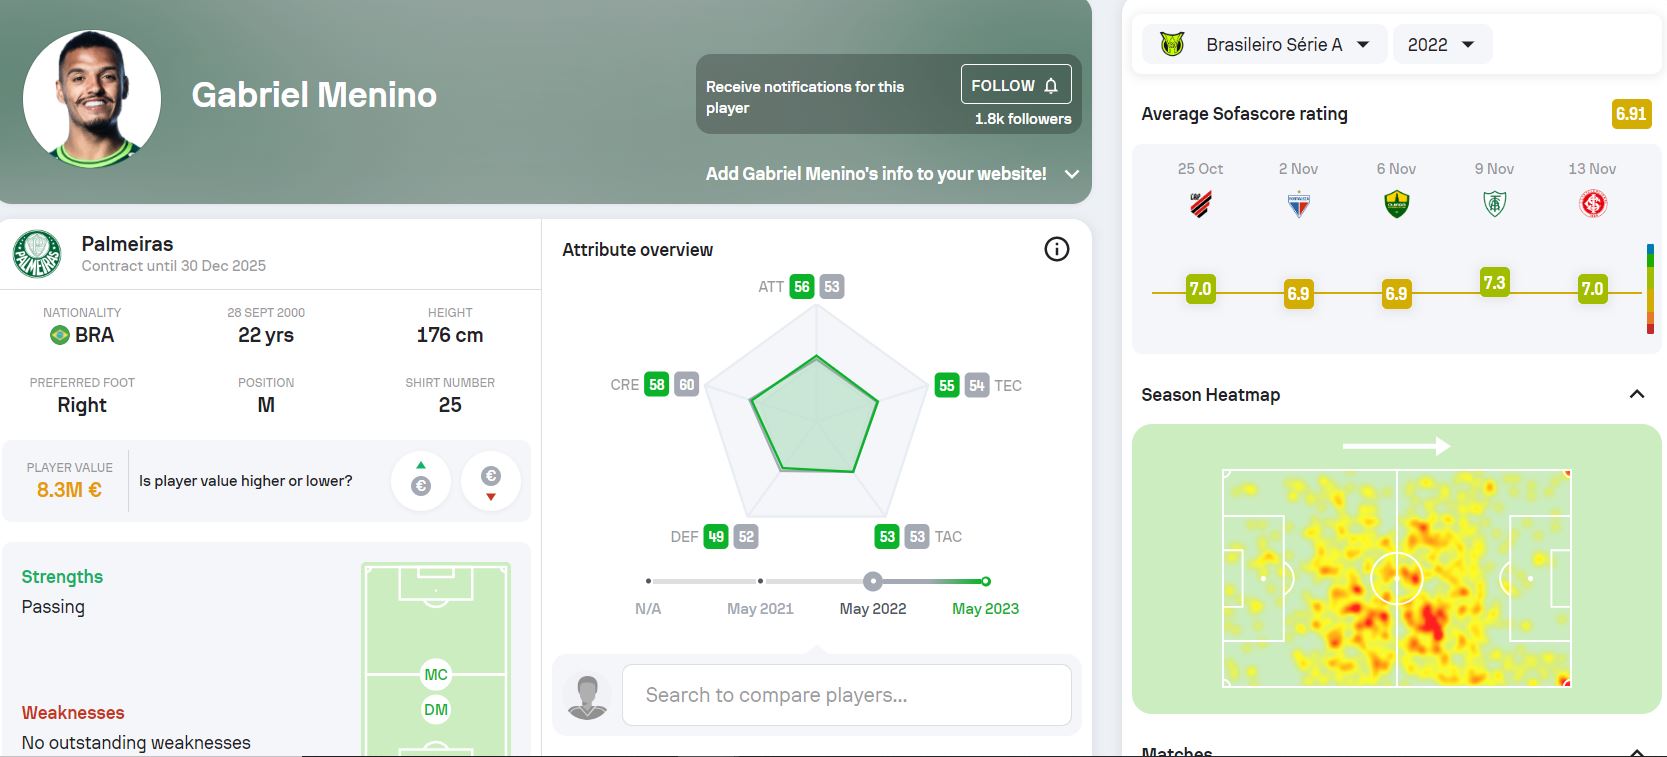 Gabriel Menino
Receive notifications for this
player
FOLLOW
1.8k followers
Add Gabriel Menino's info to your website!
PALMEIRAS
Palmeiras
Contract until 30 Dec 2025
NATIONALITY
BRA
28 SEPT 2000
22 yrs
HEIGHT
176 cm
PREFERRED FOOT
Right
POSITION
M
SHIRT NUMBER
25
PLAYER VALUE
8.3M €
Is player value higher or lower?
€
€
Strengths
Passing
Weaknesses
No outstanding weaknesses
MC
DM
Attribute overview
ATT 56 53
CRE 58 60
55 54 TEC
DEF 49 52
53 53 TAC
N/A
May 2021
May 2022
May 2023
Search to compare players...
Brasileiro Série A
2022
Average Sofascore rating
6.91
25 Oct
2 Nov
6 Nov
9 Nov
13 Nov
7.0
6.9
6.9
7.3
7.0
Season Heatmap
Matches